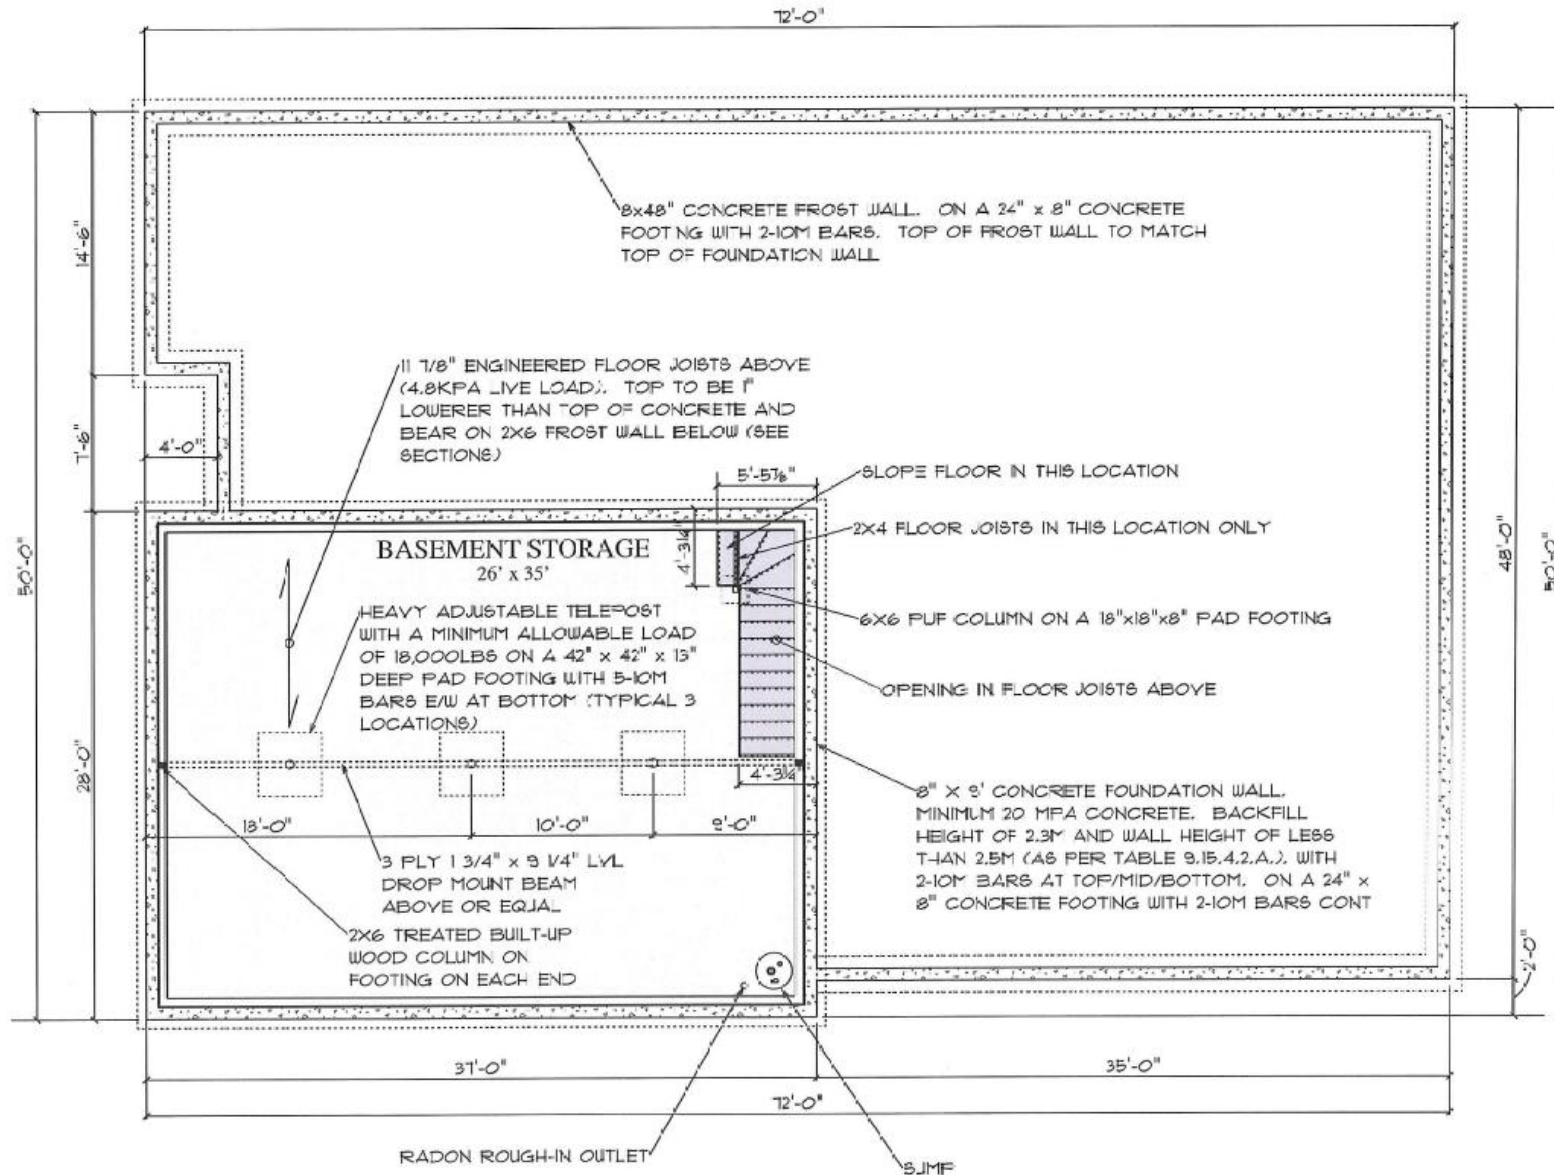 72'-0"
8x48" CONCRETE FROST WALL. ON A 24" x 8" CONCRETE
FOOTING WITH 2-10M BARS. TOP OF FROST WALL TO MATCH
TOP OF FOUNDATION WALL
14'-6"
11 7/8" ENGINEERED FLOOR JOISTS ABOVE
(4.8KPA LIVE LOAD). TOP TO BE 1"
LOWERER THAN TOP OF CONCRETE AND
BEAR ON 2X6 FROST WALL BELOW (SEE
SECTIONS)
7'-6"
4'-0"
5'-5⅞"
SLOPE FLOOR IN THIS LOCATION
2X4 FLOOR JOISTS IN THIS LOCATION ONLY
4'-3¼"
BASEMENT STORAGE
26' x 35'
50'-0"
48'-0"
50'-0"
HEAVY ADJUSTABLE TELEPOST
WITH A MINIMUM ALLOWABLE LOAD
OF 18,000LBS ON A 42" x 42" x 13"
DEEP PAD FOOTING WITH 5-10M
BARS E/W AT BOTTOM (TYPICAL 3
LOCATIONS)
6X6 PWF COLUMN ON A 18"x18"x8" PAD FOOTING
OPENING IN FLOOR JOISTS ABOVE
28'-0"
4'-3¼"
18'-0"
10'-0"
9'-0"
8" X 9' CONCRETE FOUNDATION WALL.
MINIMUM 20 MPA CONCRETE. BACKFILL
HEIGHT OF 2.3M AND WALL HEIGHT OF LESS
THAN 2.5M (AS PER TABLE 9.15.4.2.A.). WITH
2-10M BARS AT TOP/MID/BOTTOM. ON A 24" x
8" CONCRETE FOOTING WITH 2-10M BARS CONT
3 PLY 1 3/4" x 9 1/4" LVL
DROP MOUNT BEAM
ABOVE OR EQUAL
2X6 TREATED BUILT-UP
WOOD COLUMN ON
FOOTING ON EACH END
2'-0"
37'-0"
35'-0"
72'-0"
RADON ROUGH-IN OUTLET
SUMP